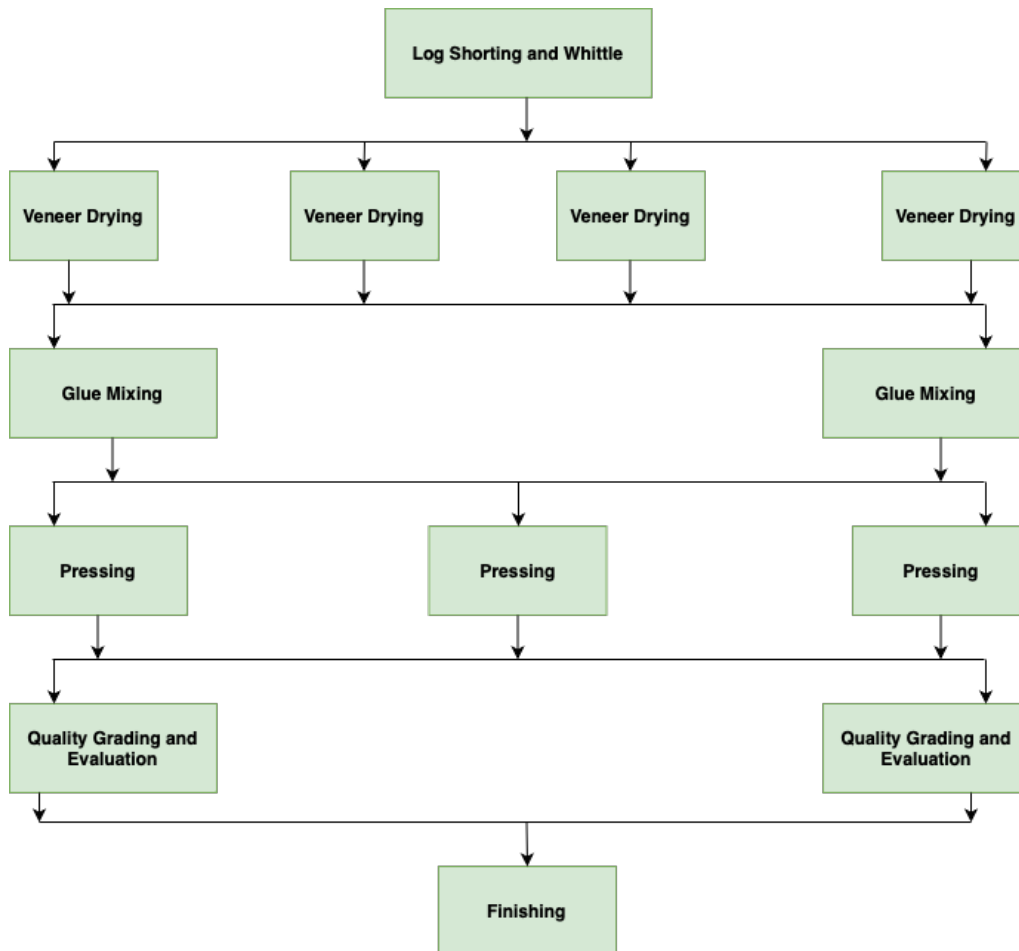 Log Shorting and Whittle
Veneer Drying
Veneer Drying
Veneer Drying
Veneer Drying
Glue Mixing
Glue Mixing
Pressing
Pressing
Pressing
Quality Grading and
Evaluation
Quality Grading and
Evaluation
Finishing